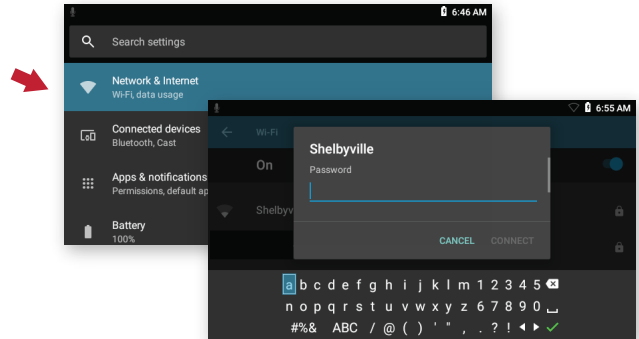 6:46 AM
Search settings
Network & Internet
Wi-Fi, data usage
Connected devices
Bluetooth, Cast
Apps & notifications
Permissions, default ap
Battery
100%
6:55 AM
Wi-Fi
On
Shelbyv
Shelbyville
Password
CANCEL CONNECT
a b c d e f g h i j k l m 1 2 3 4 5
n o p q r s t u v w x y z 6 7 8 9 0
#%& ABC / @ ( ) ' " , . ? !